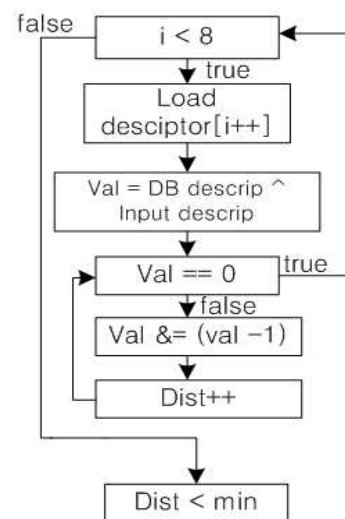 false
i < 8
true
Load
desciptor[i++]
Val = DB descrip ^
Input descrip
Val == 0
true
false
Val &= (val -1)
Dist++
Dist < min